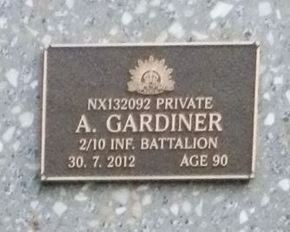 NX132092 PRIVATE
A. GARDINER
2/10 INF. BATTALION
30. 7. 2012 AGE 90